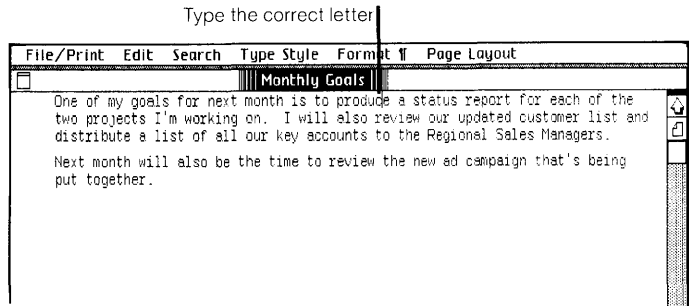 Type the correct letter
File/Print Edit Search Type Style Format ¶ Page Layout
Monthly Goals
One of my goals for next month is to produce a status report for each of the
two projects I'm working on. I will also review our updated customer list and
distribute a list of all our key accounts to the Regional Sales Managers.
Next month will also be the time to review the new ad campaign that's being
put together.